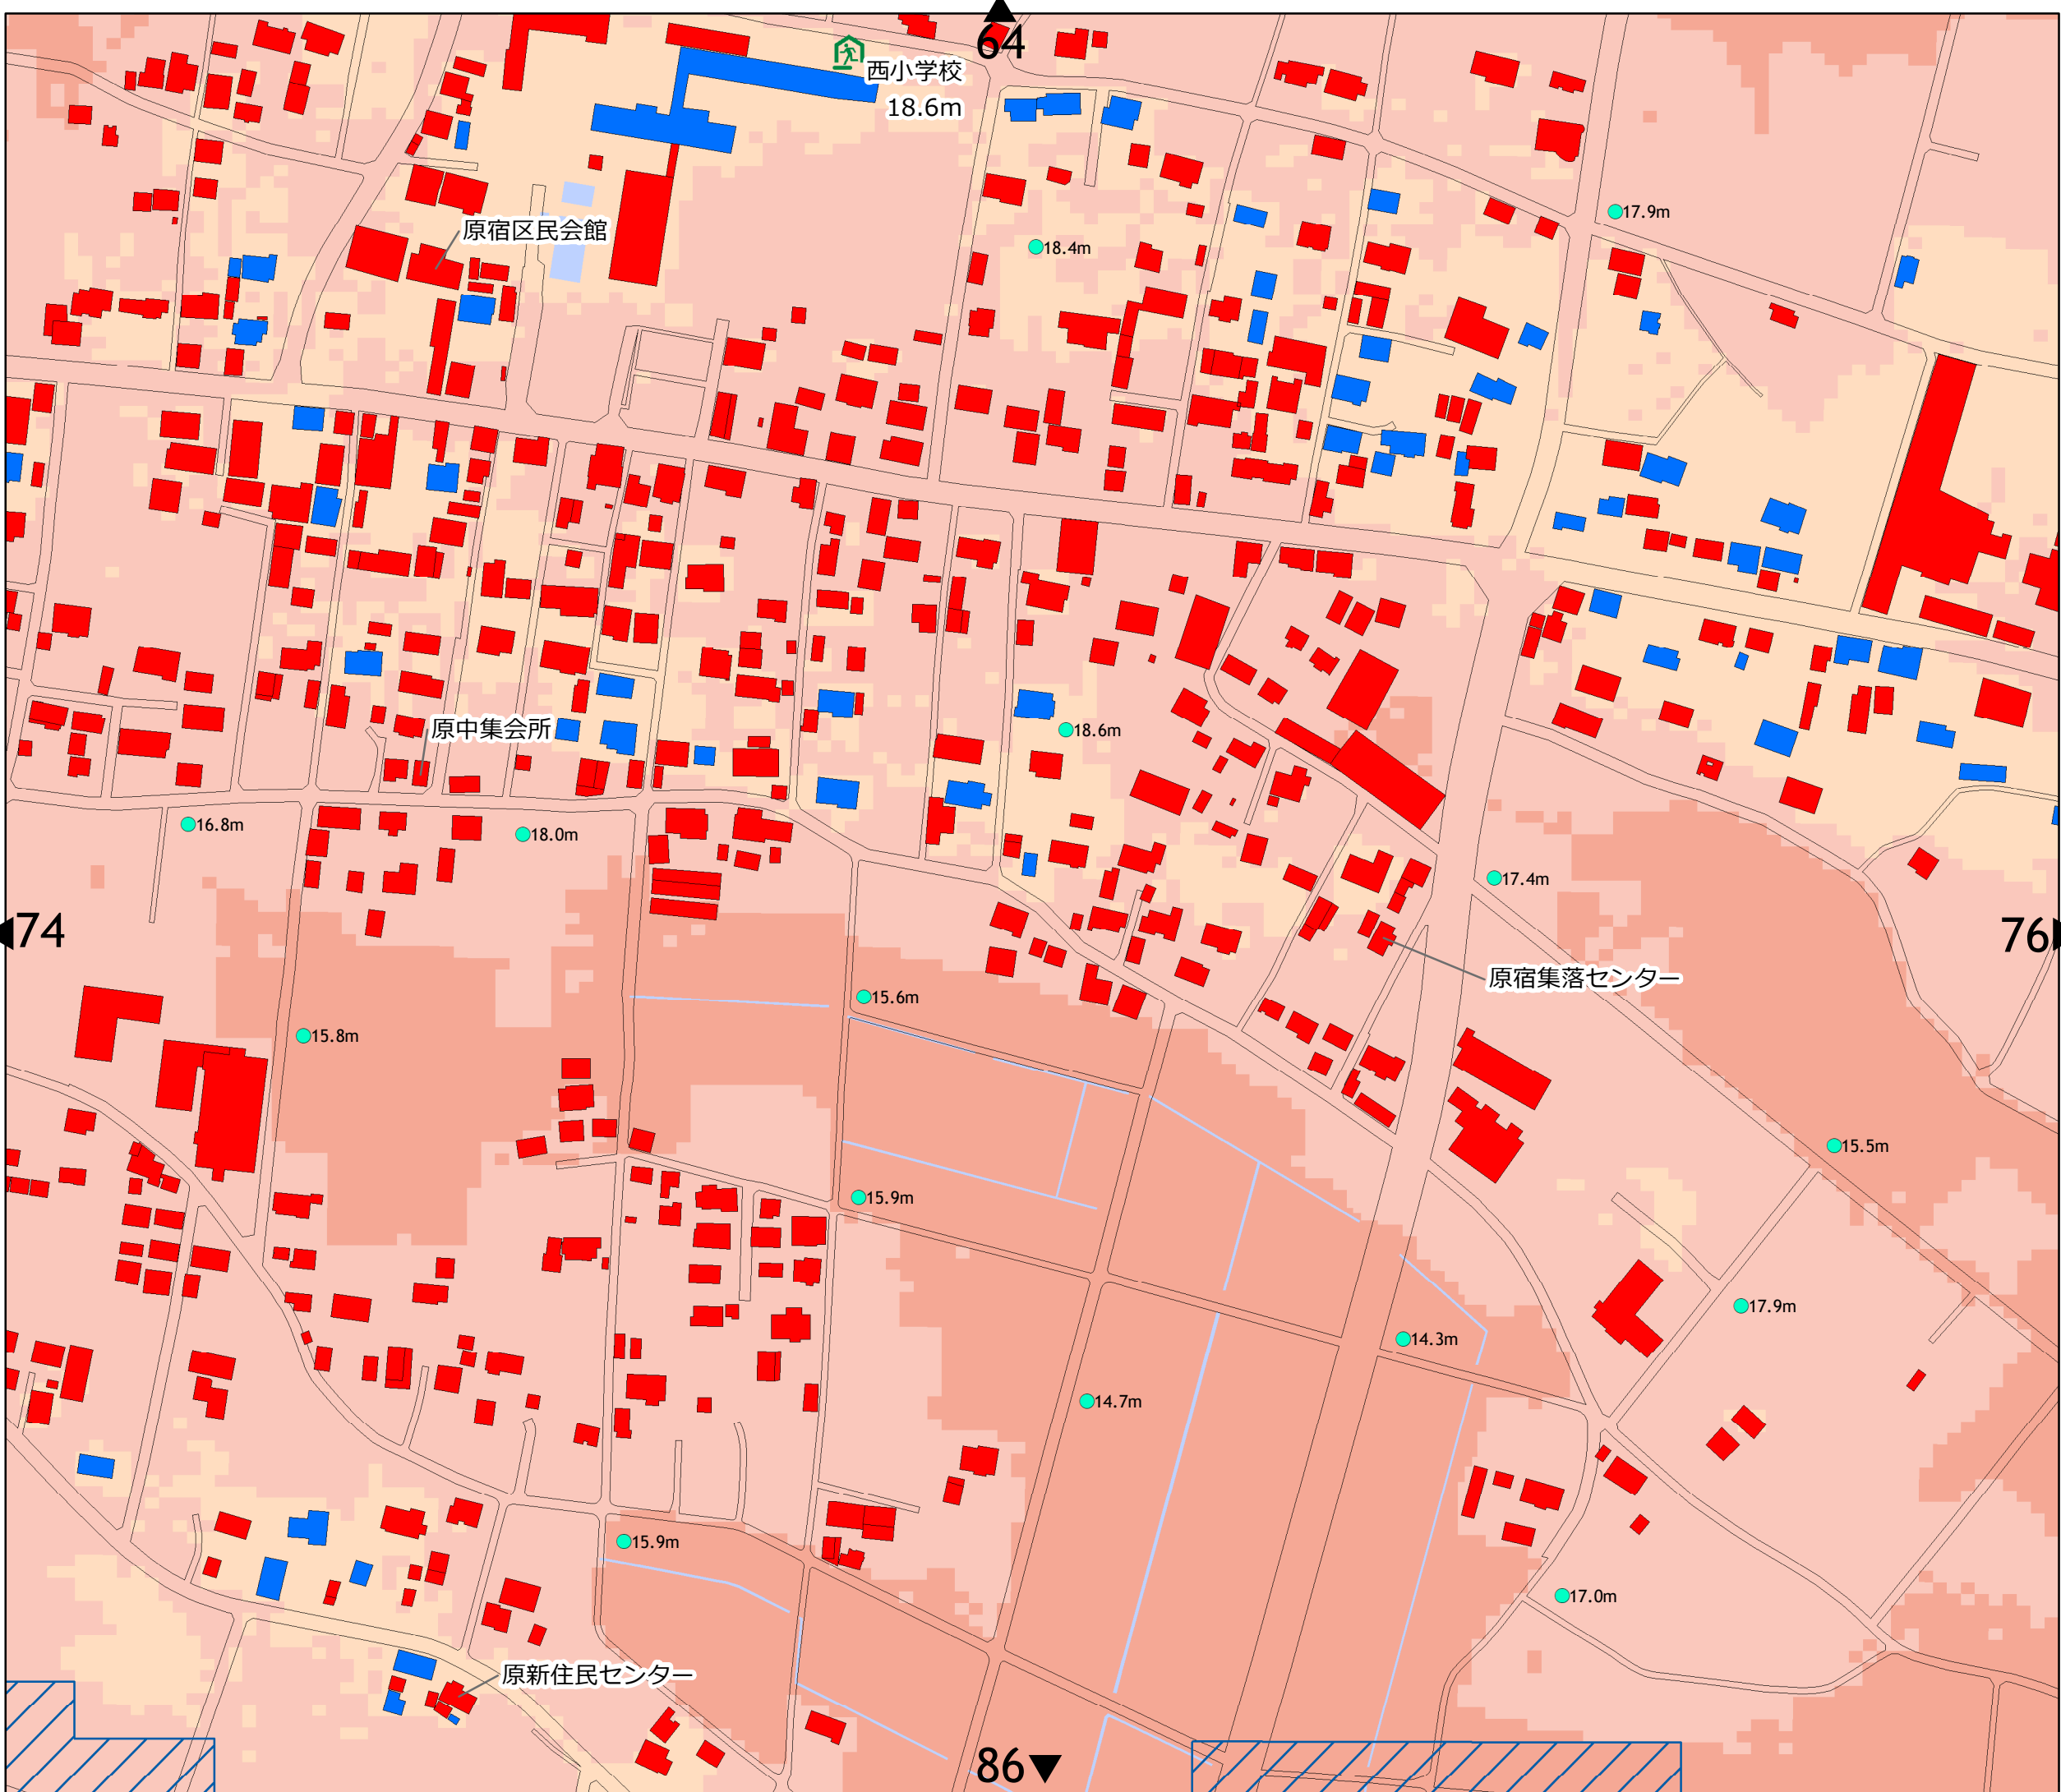 64
西小学校
18.6m
17.9m
原宿区民会館
18.4m
原中集会所
18.6m
16.8m
18.0m
17.4m
74
76
原宿集落センター
15.6m
15.8m
15.5m
15.9m
17.9m
14.3m
14.7m
15.9m
17.0m
原新住民センター
86